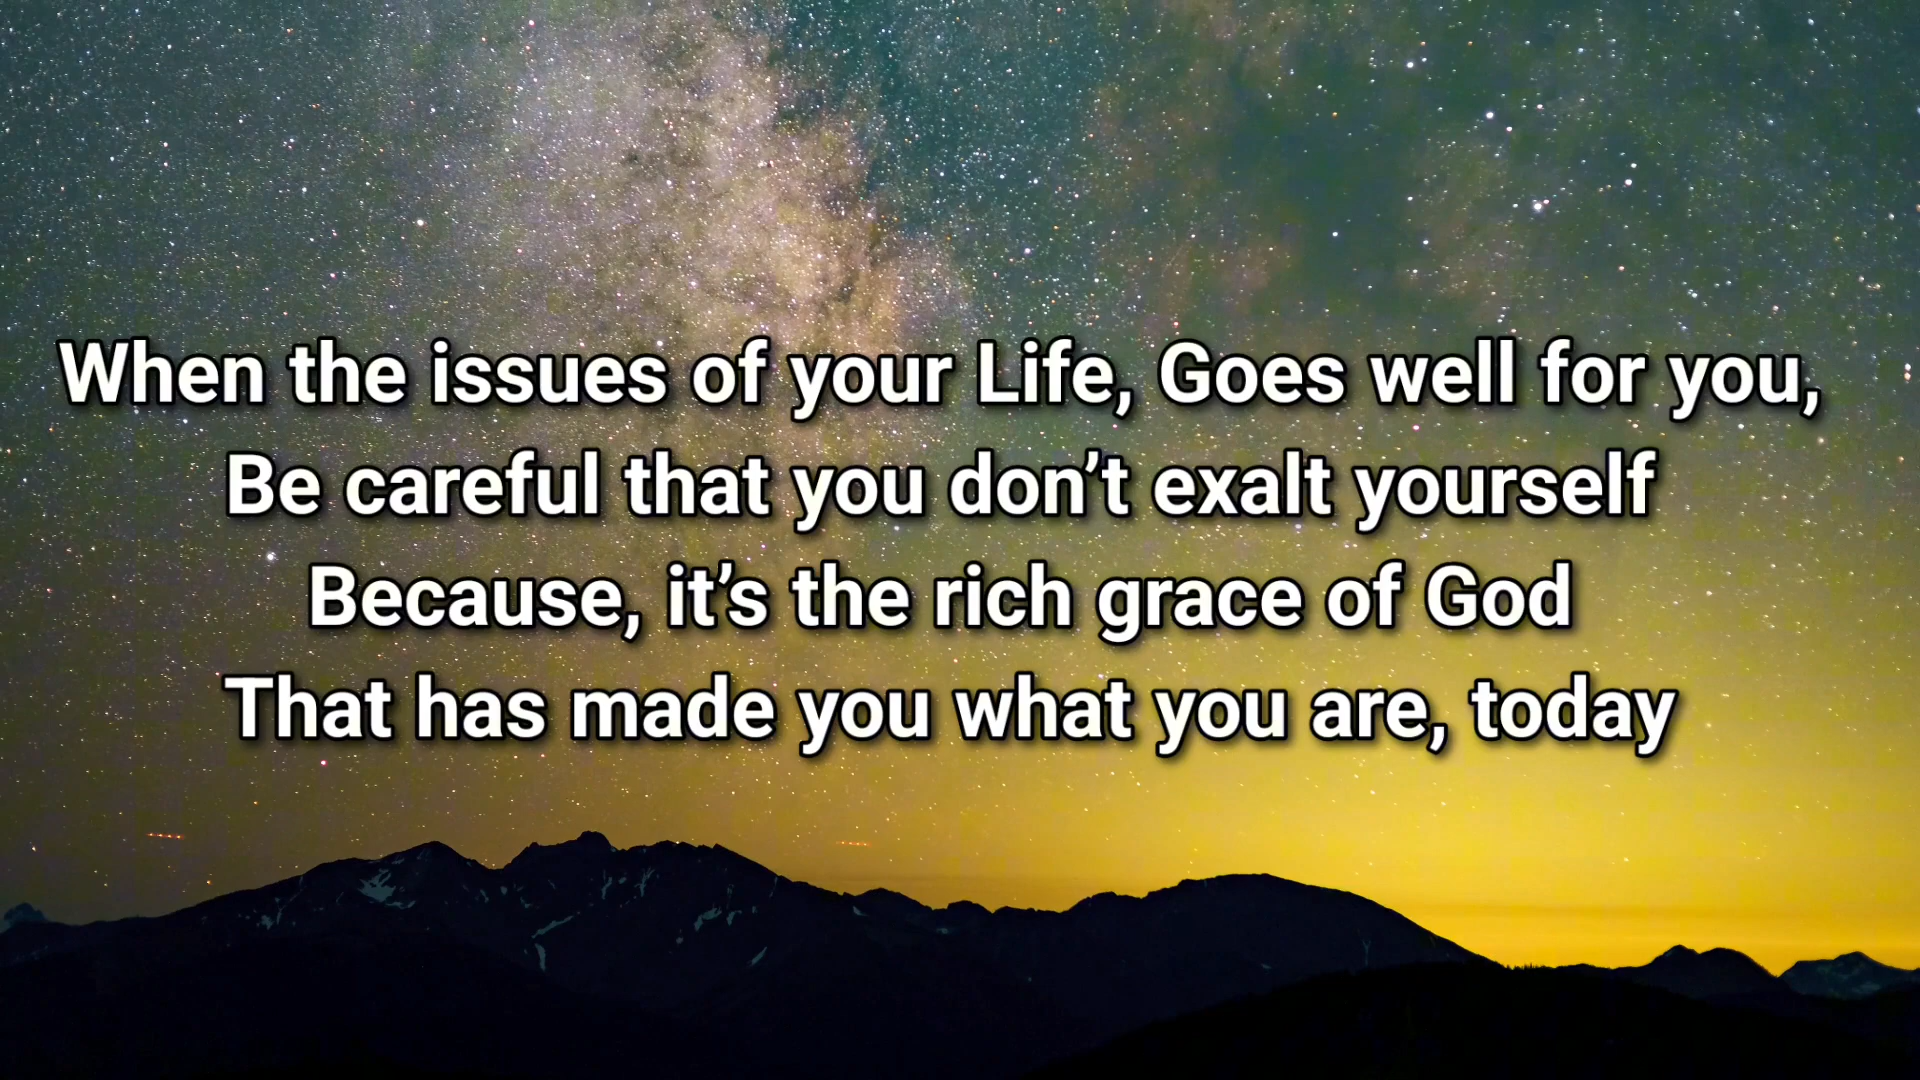 When the issues of your Life, Goes well for you,
Be careful that you don’t exalt yourself
Because, it’s the rich grace of God
That has made you what you are, today